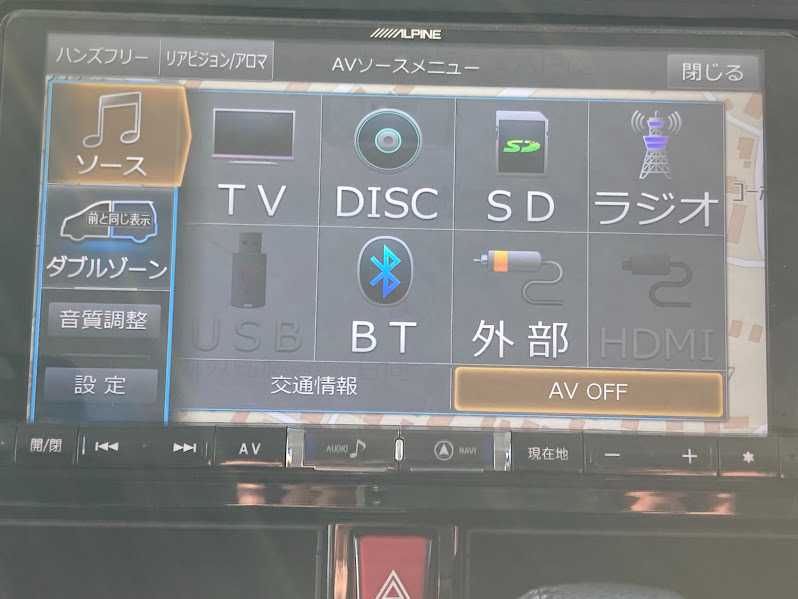 ALPINE
ハンズフリー リアビジョン/アロマ AVソースメニュー 閉じる
ソース TV DISC SD ラジオ
前と同じ表示
ダブルゾーン USB BT 外部 HDMI
音質調整
設定 交通情報 AV OFF
開/閉 AV AUDIO NAVI 現在地 − + *